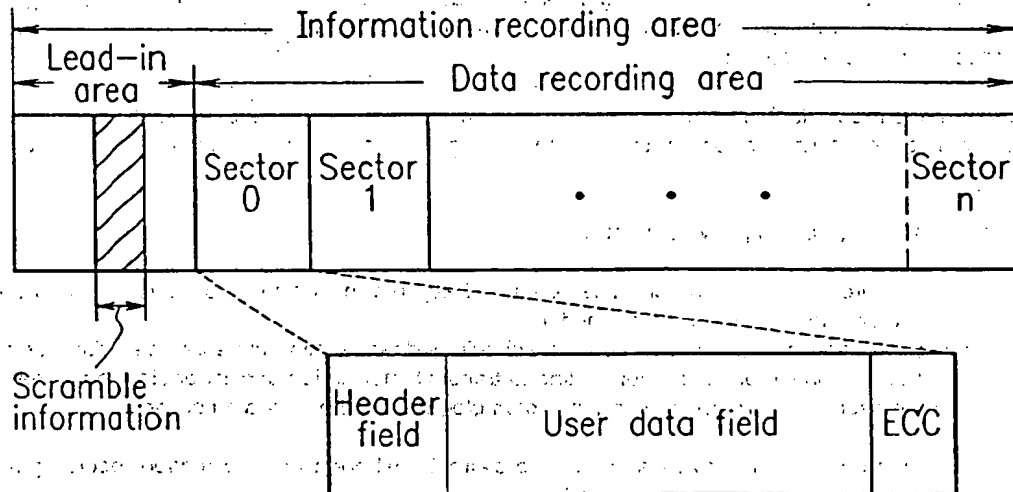 Information recording area
Lead-in
area
Data recording area
Sector
0
Sector
1
Sector
n
Scramble
information
Header
field
User data field
ECC